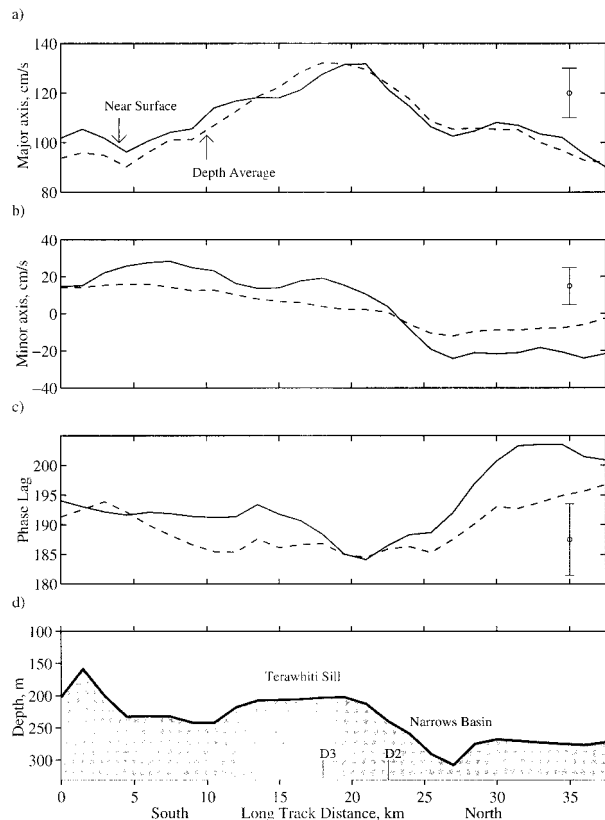 a)
140
120
100
80
Major axis, cm/s
Near Surface
Depth Average
b)
40
20
0
−20
−40
Minor axis, cm/s
c)
200
195
190
185
180
Phase Lag
d)
100
150
200
250
300
Depth, m
Terawhiti Sill
Narrows Basin
D3
D2
0 5 10 15 20 25 30 35
South Long Track Distance, km North